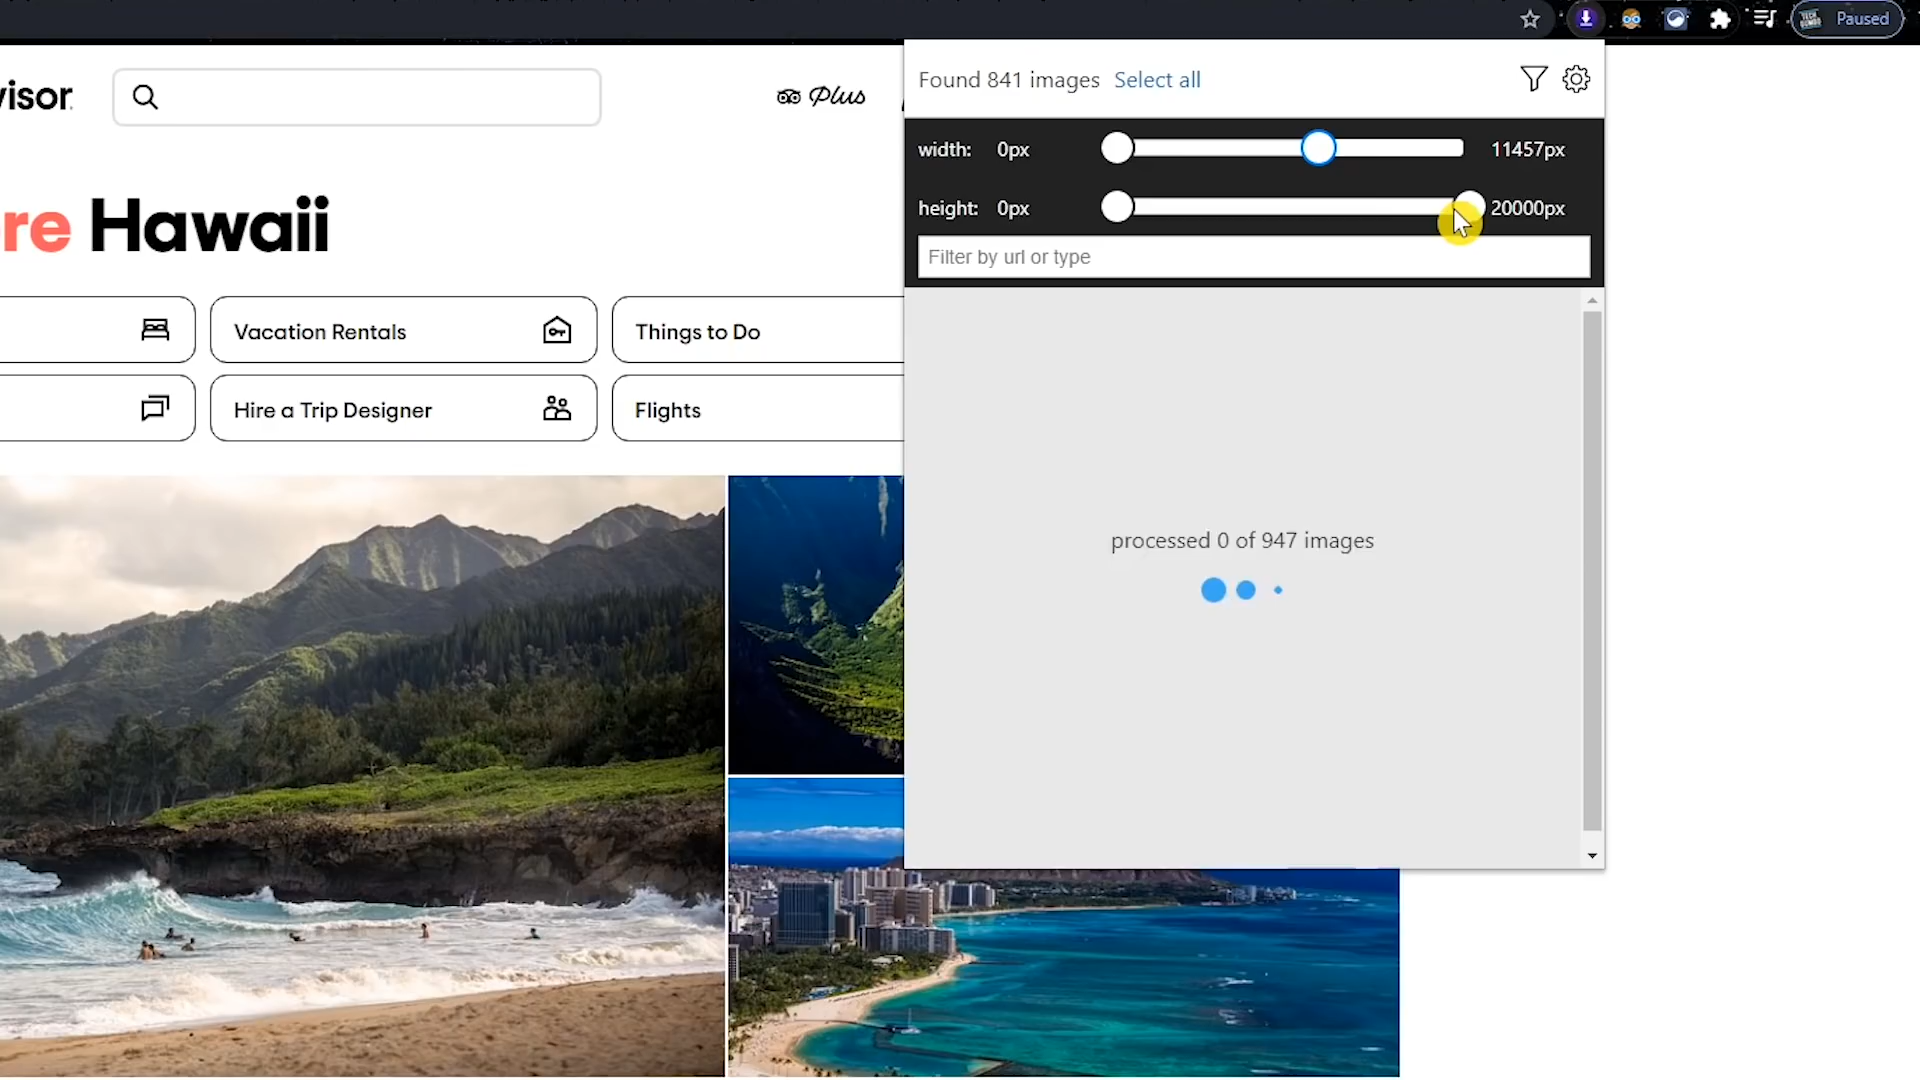 Paused
Found 841 images Select all
visor
Plus
width: 0px 11457px
height: 0px 20000px
re Hawaii
Filter by url or type
Vacation Rentals
Things to Do
Hire a Trip Designer
Flights
processed 0 of 947 images